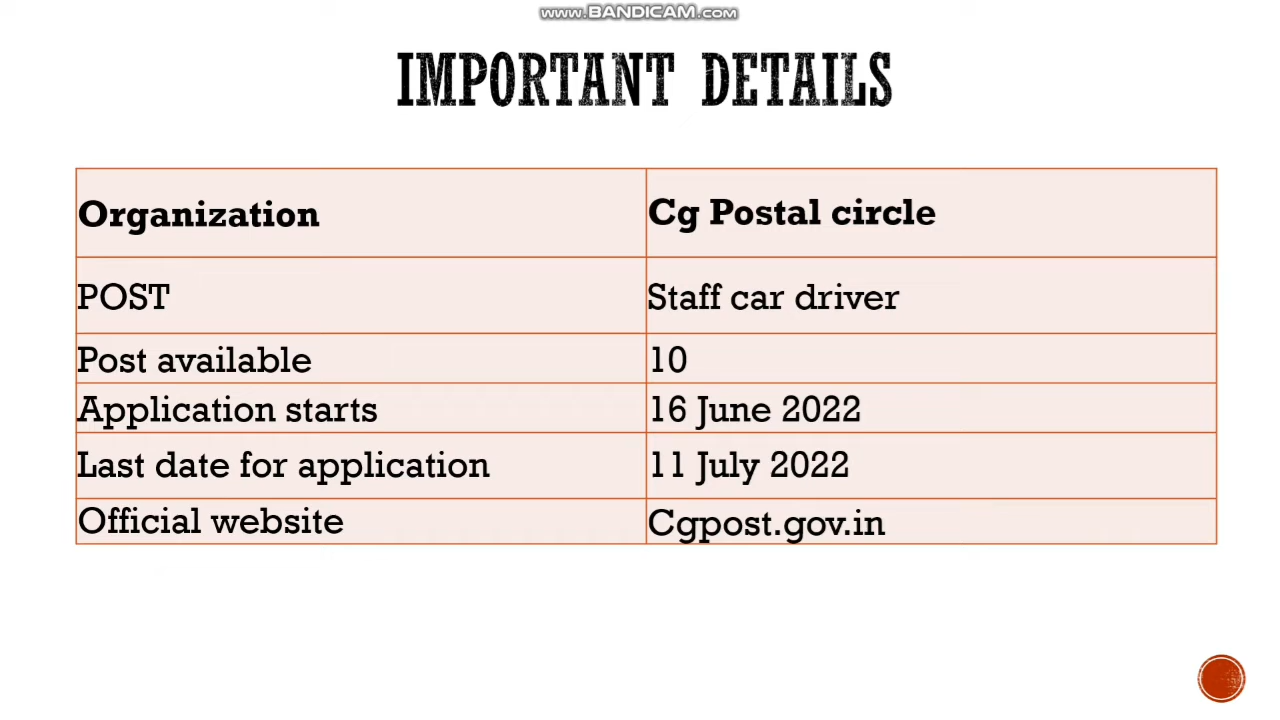 www.BANDICAM.com
IMPORTANT DETAILS
Organization Cg Postal circle
POST Staff car driver
Post available 10
Application starts 16 June 2022
Last date for application 11 July 2022
Official website Cgpost.gov.in